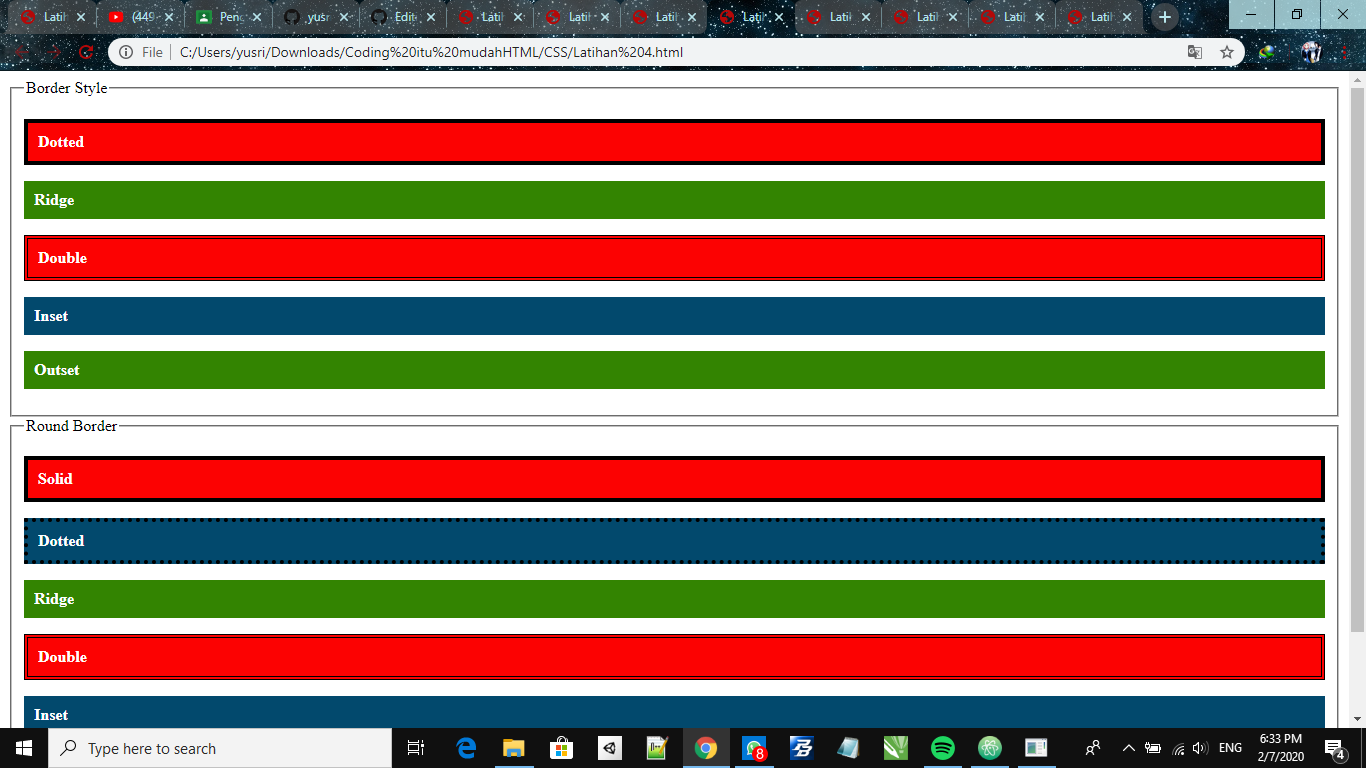 Latil
(449
Penc
yusr
Edit
Latil
Latil
Latil
Latil
Latil
Latil
Latil
Latil
File
C:/Users/yusri/Downloads/Coding%20itu%20mudahHTML/CSS/Latihan%204.html
Border Style
Dotted
Ridge
Double
Inset
Outset
Round Border
Solid
Dotted
Ridge
Double
Inset
Type here to search
8
ENG
6:33 PM
2/7/2020
4